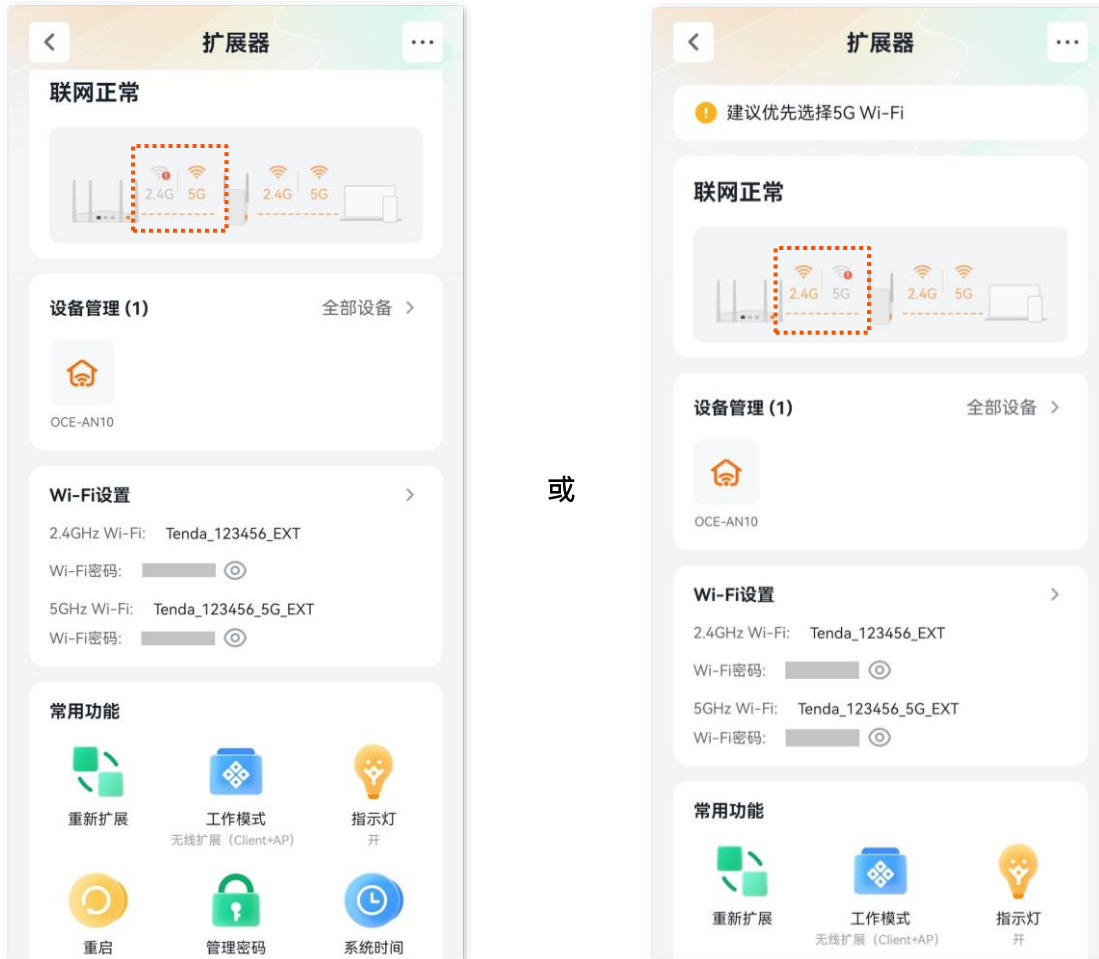 扩展器
联网正常
2.4G 5G 2.4G 5G
设备管理 (1) 全部设备
OCE-AN10
Wi-Fi设置
2.4GHz Wi-Fi: Tenda_123456_EXT
Wi-Fi密码:
5GHz Wi-Fi: Tenda_123456_5G_EXT
Wi-Fi密码:
常用功能
重新扩展 工作模式 指示灯
无线扩展（Client+AP） 开
重启 管理密码 系统时间
或
扩展器
建议优先选择5G Wi-Fi
联网正常
2.4G 5G 2.4G 5G
设备管理 (1) 全部设备
OCE-AN10
Wi-Fi设置
2.4GHz Wi-Fi: Tenda_123456_EXT
Wi-Fi密码:
5GHz Wi-Fi: Tenda_123456_5G_EXT
Wi-Fi密码:
常用功能
重新扩展 工作模式 指示灯
无线扩展（Client+AP） 开